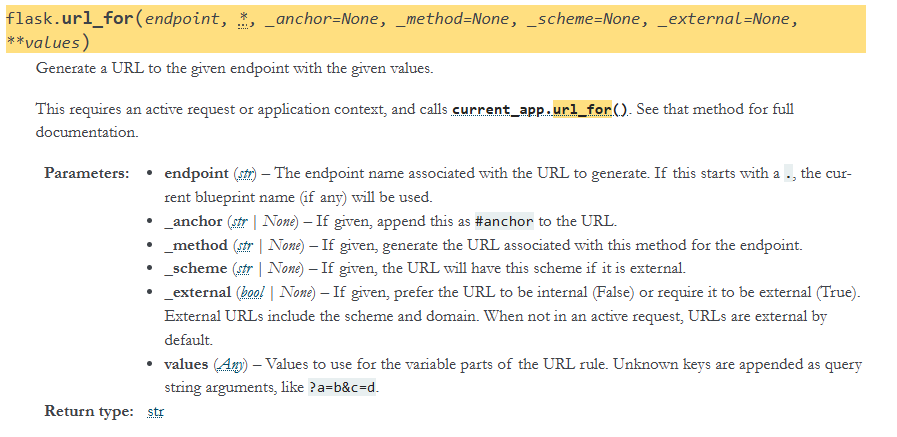 flask.url_for(endpoint, *, _anchor=None, _method=None, _scheme=None, _external=None,
**values)
Generate a URL to the given endpoint with the given values.
This requires an active request or application context, and calls current_app.url_for(). See that method for full
documentation.
Parameters: • endpoint (str) – The endpoint name associated with the URL to generate. If this starts with a ., the cur-
rent blueprint name (if any) will be used.
• _anchor (str | None) – If given, append this as #anchor to the URL.
• _method (str | None) – If given, generate the URL associated with this method for the endpoint.
• _scheme (str | None) – If given, the URL will have this scheme if it is external.
• _external (bool | None) – If given, prefer the URL to be internal (False) or require it to be external (True).
External URLs include the scheme and domain. When not in an active request, URLs are external by
default.
• values (Any) – Values to use for the variable parts of the URL rule. Unknown keys are appended as query
string arguments, like ?a=b&c=d.
Return type: str